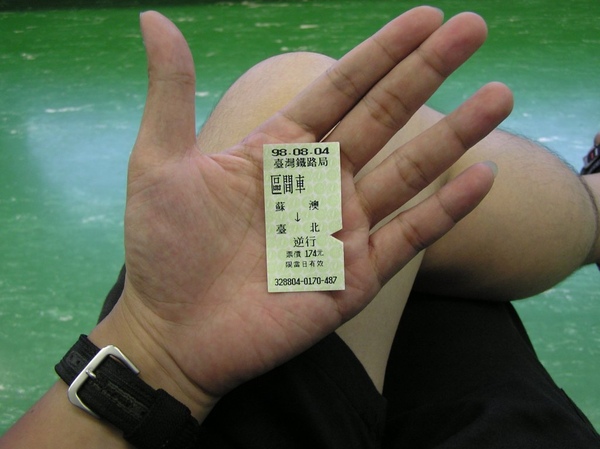 98.08.04
臺灣鐵路局
區間車
蘇澳
↓
臺北
逆行
票價 174元
限當日有效
328804-0170-487